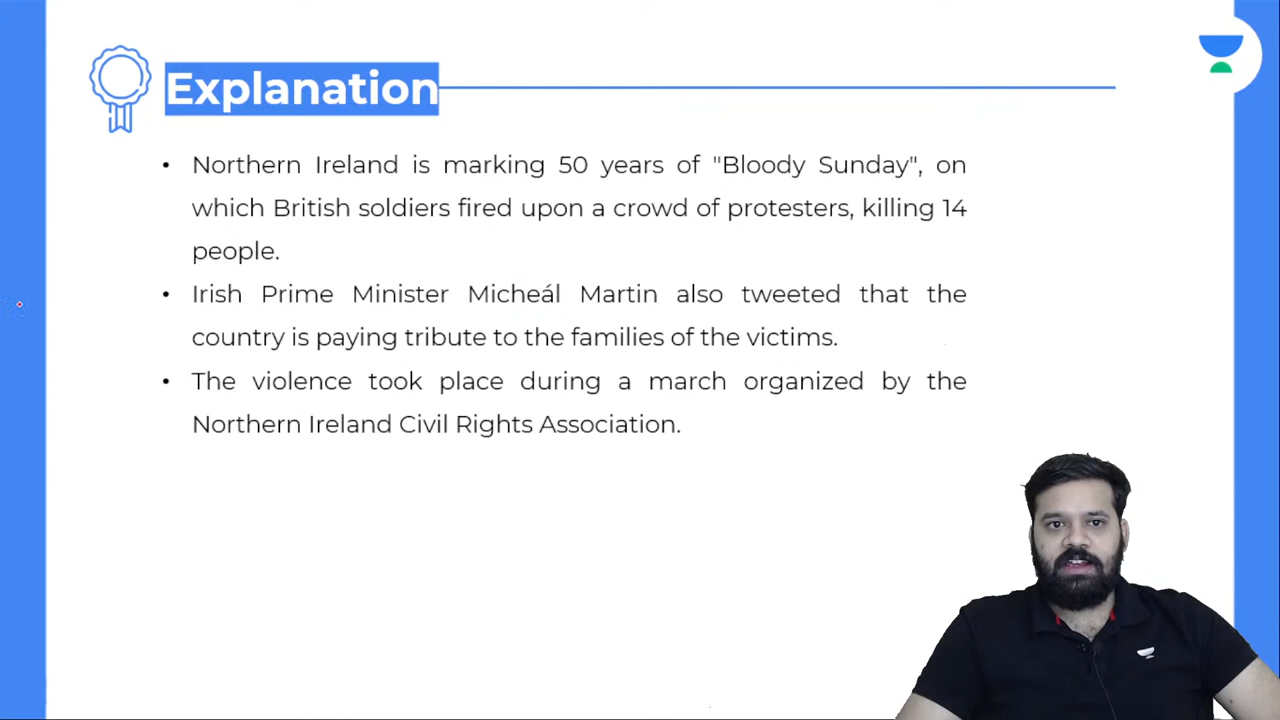 Explanation
• Northern Ireland is marking 50 years of "Bloody Sunday", on
which British soldiers fired upon a crowd of protesters, killing 14
people.
• Irish Prime Minister Micheál Martin also tweeted that the
country is paying tribute to the families of the victims.
• The violence took place during a march organized by the
Northern Ireland Civil Rights Association.